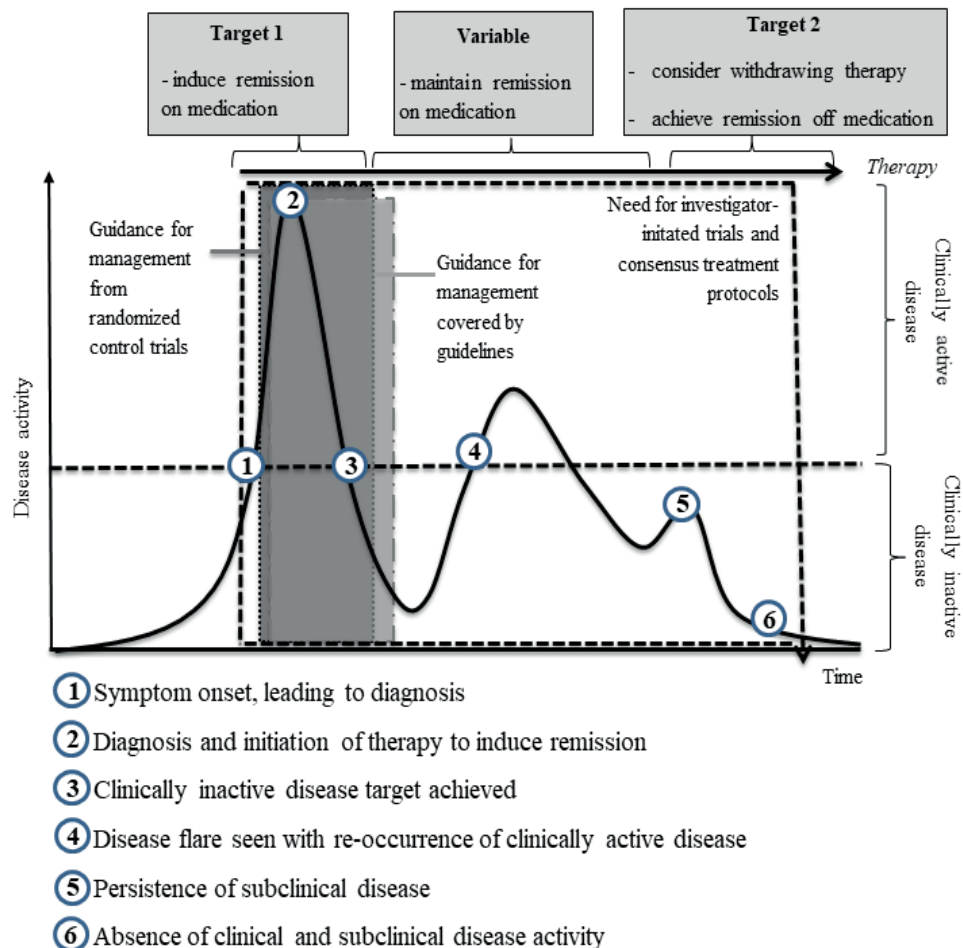 Target 1
- induce remission
on medication
Variable
- maintain remission
on medication
Target 2
- consider withdrawing therapy
- achieve remission off medication
Therapy
Disease activity
Guidance for
management
from
randomized
control trials
Guidance for
management
covered by
guidelines
Need for investigator-
initated trials and
consensus treatment
protocols
Clinically active
disease
Clinically inactive
disease
1
2
3
4
5
6
Time
1 Symptom onset, leading to diagnosis
2 Diagnosis and initiation of therapy to induce remission
3 Clinically inactive disease target achieved
4 Disease flare seen with re-occurrence of clinically active disease
5 Persistence of subclinical disease
6 Absence of clinical and subclinical disease activity